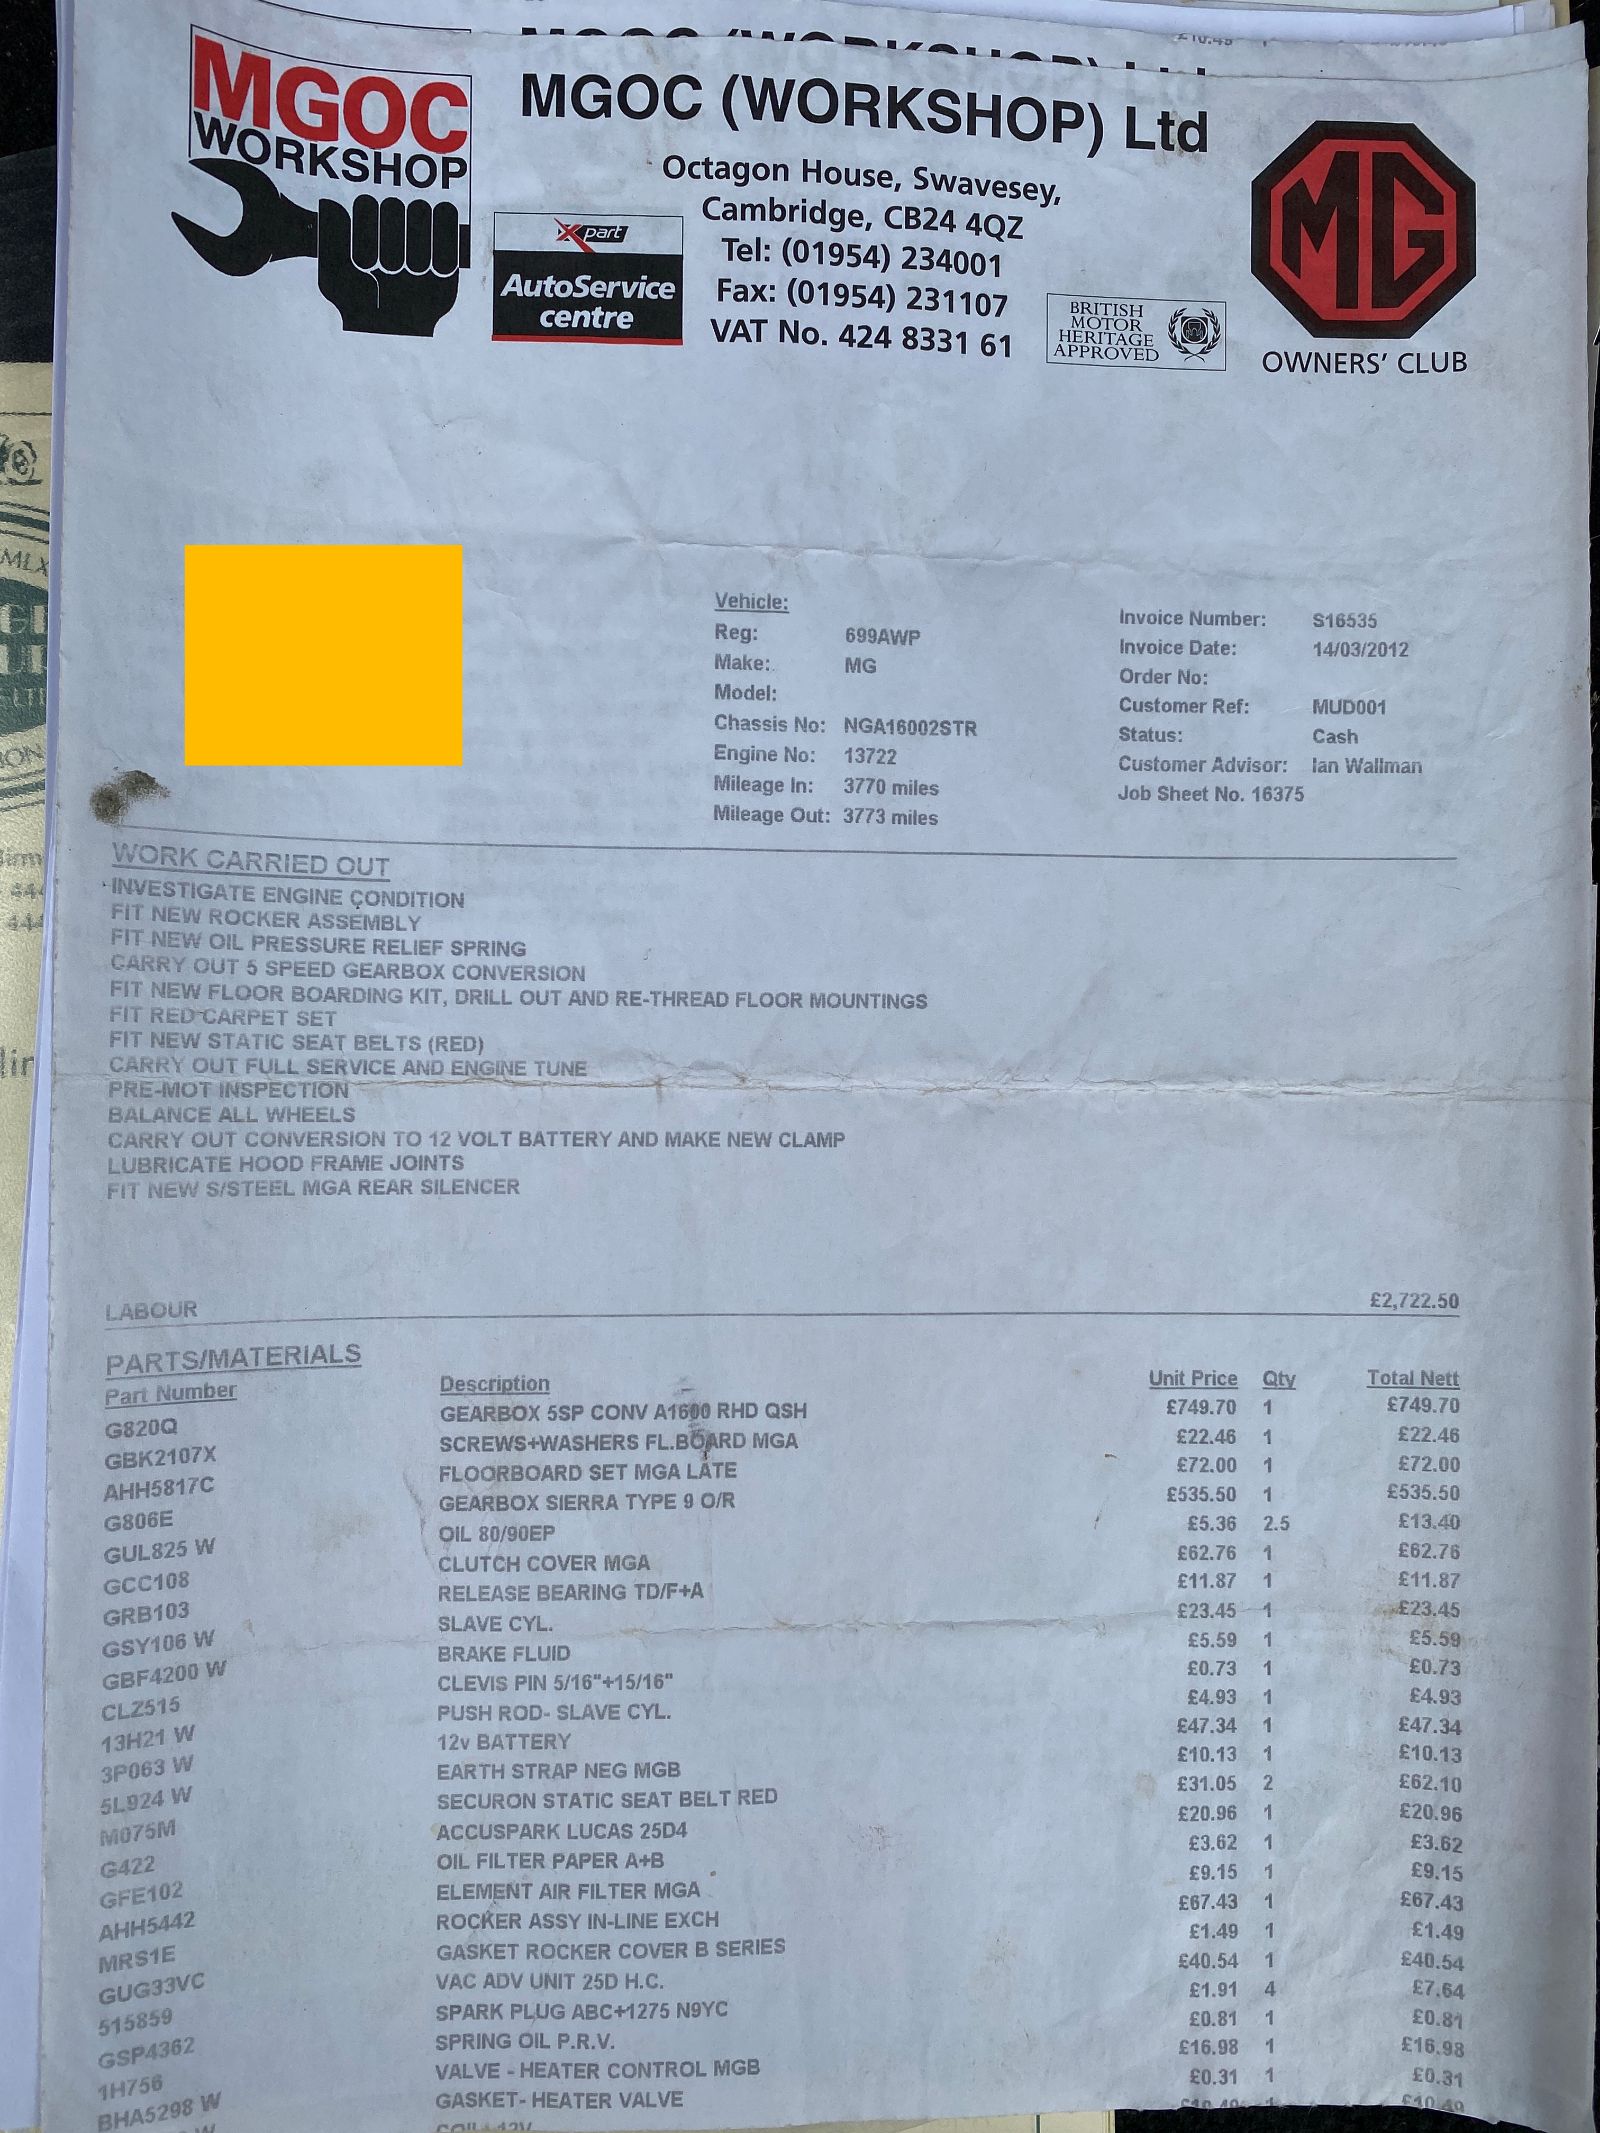 MGOC (WORKSHOP) Ltd
MGOC
WORKSHOP
MGOC (WORKSHOP) Ltd
Octagon House, Swavesey,
Cambridge, CB24 4QZ
Tel: (01954) 234001
Fax: (01954) 231107
VAT No. 424 8331 61
Xpart
AutoService
centre
BRITISH
MOTOR
HERITAGE
APPROVED
MG
OWNERS' CLUB
Vehicle:
Reg: 699AWP
Make: MG
Model:
Chassis No: NGA16002STR
Engine No: 13722
Mileage In: 3770 miles
Mileage Out: 3773 miles
Invoice Number: S16535
Invoice Date: 14/03/2012
Order No:
Customer Ref: MUD001
Status: Cash
Customer Advisor: Ian Wallman
Job Sheet No. 16375
WORK CARRIED OUT
INVESTIGATE ENGINE CONDITION
FIT NEW ROCKER ASSEMBLY
FIT NEW OIL PRESSURE RELIEF SPRING
CARRY OUT 5 SPEED GEARBOX CONVERSION
FIT NEW FLOOR BOARDING KIT, DRILL OUT AND RE-THREAD FLOOR MOUNTINGS
FIT RED CARPET SET
FIT NEW STATIC SEAT BELTS (RED)
CARRY OUT FULL SERVICE AND ENGINE TUNE
PRE-MOT INSPECTION
BALANCE ALL WHEELS
CARRY OUT CONVERSION TO 12 VOLT BATTERY AND MAKE NEW CLAMP
LUBRICATE HOOD FRAME JOINTS
FIT NEW S/STEEL MGA REAR SILENCER
LABOUR £2,722.50
PARTS/MATERIALS
Part Number Description Unit Price Qty Total Nett
G820Q GEARBOX 5SP CONV A1600 RHD QSH £749.70 1 £749.70
GBK2107X SCREWS+WASHERS FL.BOARD MGA £22.46 1 £22.46
AHH5817C FLOORBOARD SET MGA LATE £72.00 1 £72.00
G806E GEARBOX SIERRA TYPE 9 O/R £535.50 1 £535.50
GUL825 W OIL 80/90EP £5.36 2.5 £13.40
GCC108 CLUTCH COVER MGA £62.76 1 £62.76
GRB103 RELEASE BEARING TD/F+A £11.87 1 £11.87
GSY106 W SLAVE CYL. £23.45 1 £23.45
GBF4200 W BRAKE FLUID £5.59 1 £5.59
CLZ515 CLEVIS PIN 5/16"+15/16" £0.73 1 £0.73
13H21 W PUSH ROD- SLAVE CYL. £4.93 1 £4.93
3P063 W 12v BATTERY £47.34 1 £47.34
5L924 W EARTH STRAP NEG MGB £10.13 1 £10.13
M075M SECURON STATIC SEAT BELT RED £31.05 2 £62.10
G422 ACCUSPARK LUCAS 25D4 £20.96 1 £20.96
GFE102 OIL FILTER PAPER A+B £3.62 1 £3.62
AHH5442 ELEMENT AIR FILTER MGA £9.15 1 £9.15
MRS1E ROCKER ASSY IN-LINE EXCH £67.43 1 £67.43
GUG33VC GASKET ROCKER COVER B SERIES £1.49 1 £1.49
515859 VAC ADV UNIT 25D H.C. £40.54 1 £40.54
GSP4362 SPARK PLUG ABC+1275 N9YC £1.91 4 £7.64
1H756 SPRING OIL P.R.V. £0.81 1 £0.81
BHA5298 W VALVE - HEATER CONTROL MGB £16.98 1 £16.98
GASKET- HEATER VALVE £0.31 1 £0.31
12V £10.49